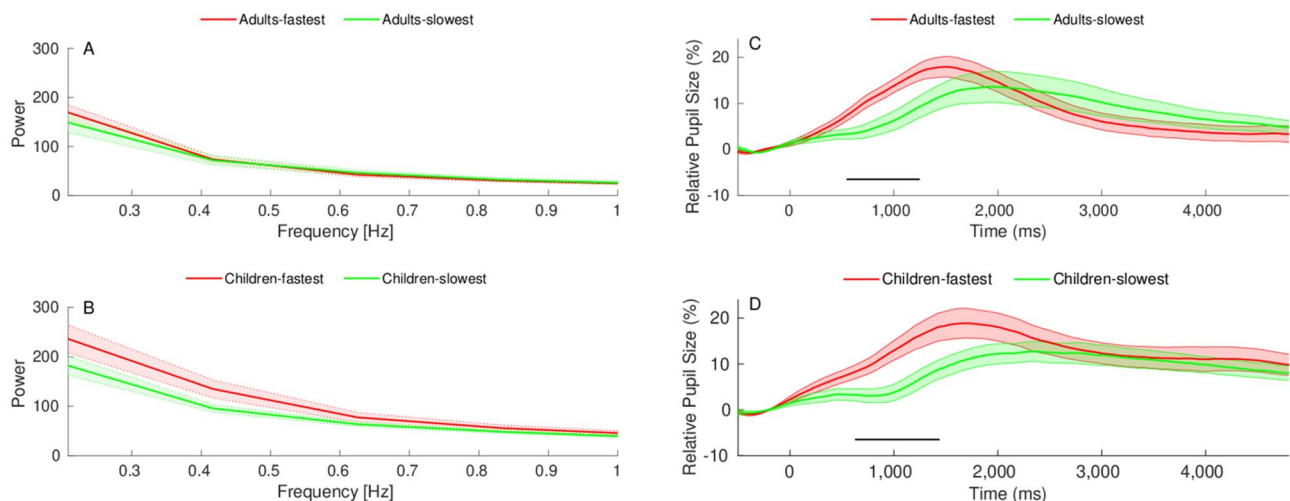 Adults-fastest Adults-slowest
A
300
200
100
0
Power
0.3 0.4 0.5 0.6 0.7 0.8 0.9 1
Frequency [Hz]
Adults-fastest Adults-slowest
C
20
10
0
-10
Relative Pupil Size (%)
0 1,000 2,000 3,000 4,000
Time (ms)
Children-fastest Children-slowest
B
300
200
100
0
Power
0.3 0.4 0.5 0.6 0.7 0.8 0.9 1
Frequency [Hz]
Children-fastest Children-slowest
D
20
10
0
-10
Relative Pupil Size (%)
0 1,000 2,000 3,000 4,000
Time (ms)